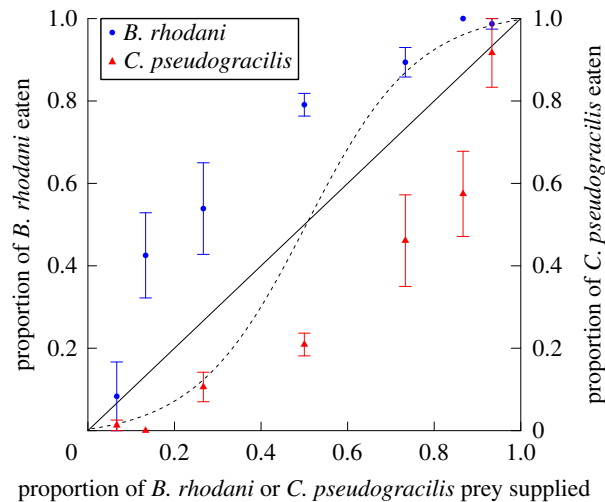 B. rhodani
C. pseudogracilis
proportion of B. rhodani eaten
1.0
0.8
0.6
0.4
0.2
0 0.2 0.4 0.6 0.8 1.0
1.0
0.8
0.6
0.4
0.2
0
proportion of C. pseudogracilis eaten
proportion of B. rhodani or C. pseudogracilis prey supplied